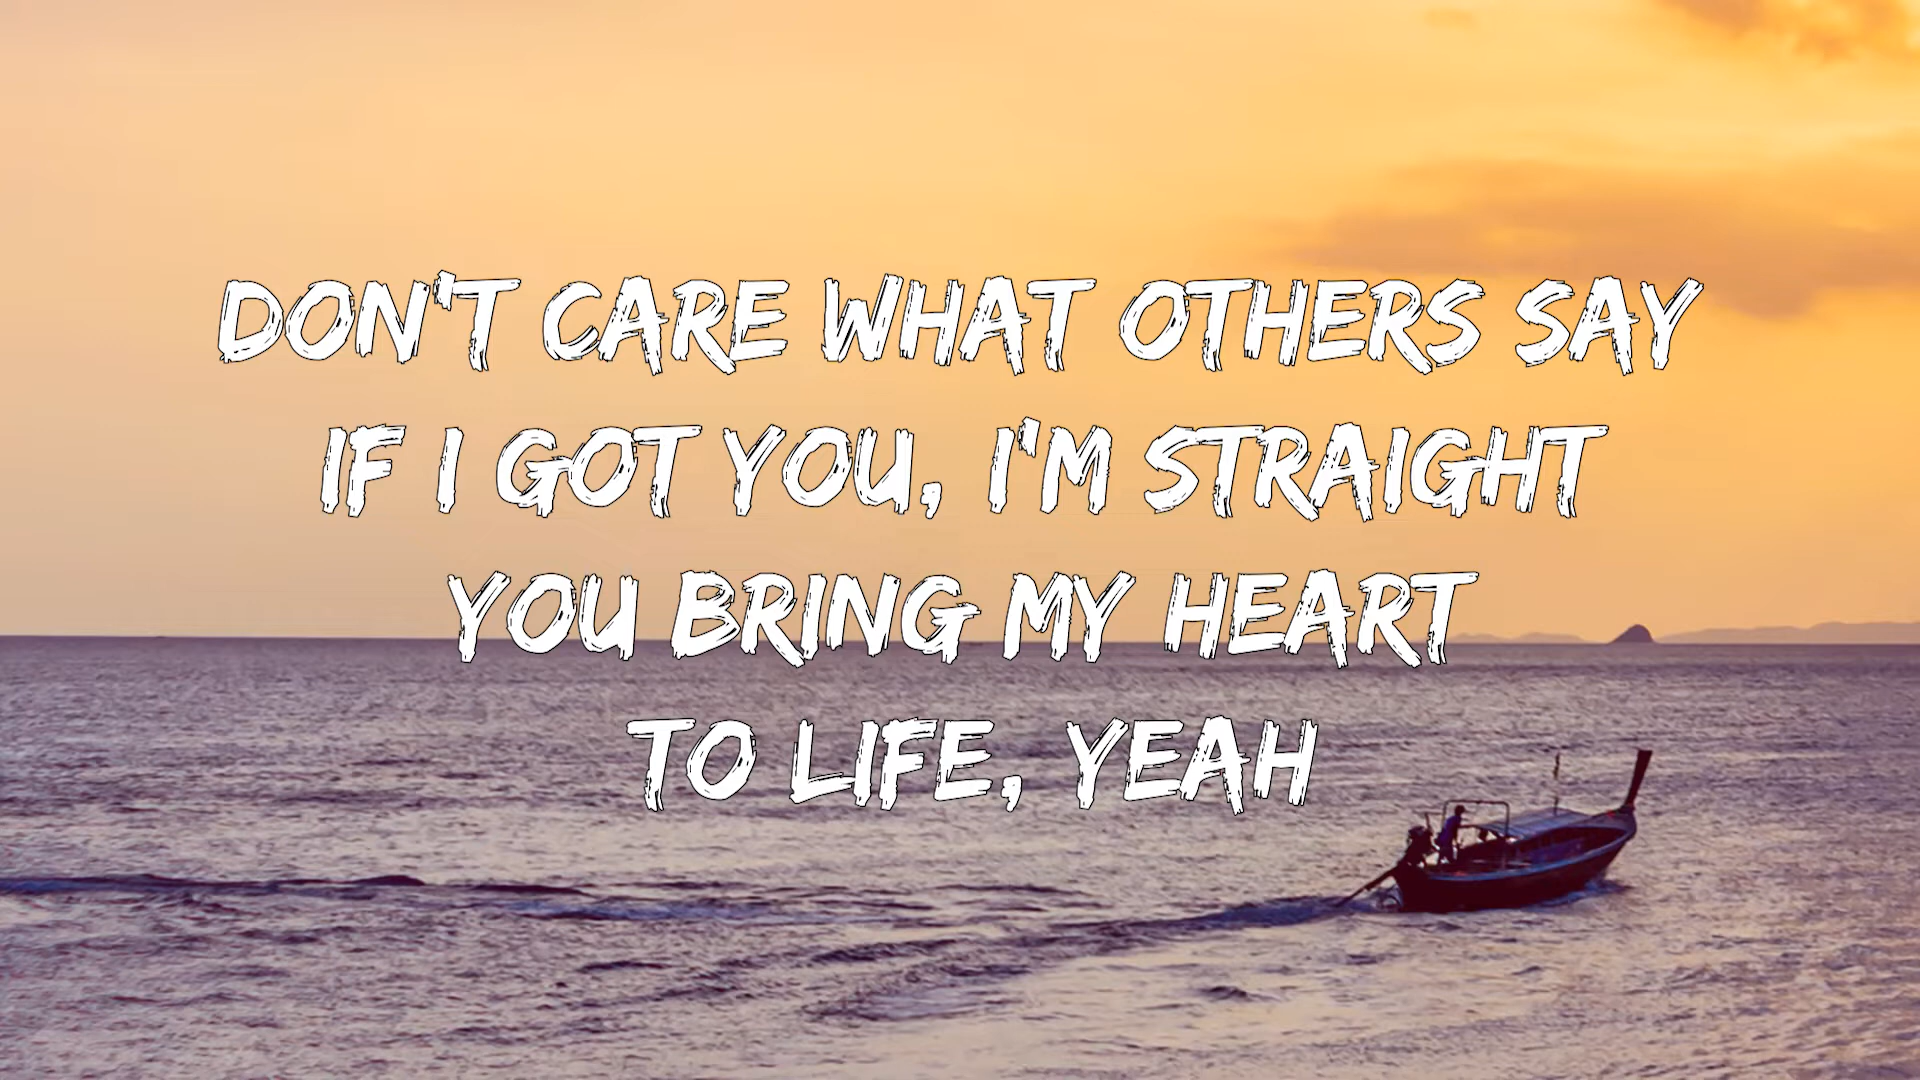 DON'T CARE WHAT OTHERS SAY
IF I GOT YOU, I'M STRAIGHT
YOU BRING MY HEART
TO LIFE, YEAH